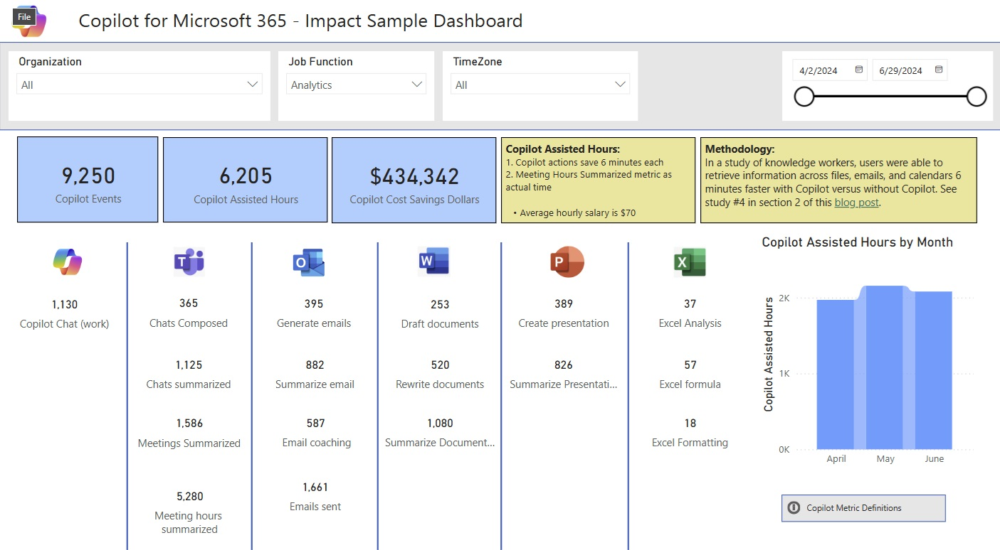 File
Copilot for Microsoft 365 - Impact Sample Dashboard
Organization
All
Job Function
Analytics
TimeZone
All
4/2/2024
6/29/2024
9,250
Copilot Events
6,205
Copilot Assisted Hours
$434,342
Copilot Cost Savings Dollars
Copilot Assisted Hours:
1. Copilot actions save 6 minutes each
2. Meeting Hours Summarized metric as
actual time
• Average hourly salary is $70
Methodology:
In a study of knowledge workers, users were able to
retrieve information across files, emails, and calendars 6
minutes faster with Copilot versus without Copilot. See
study #4 in section 2 of this blog post.
1,130
Copilot Chat (work)
T
365
Chats Composed
1,125
Chats summarized
1,586
Meetings Summarized
5,280
Meeting hours
summarized
O
395
Generate emails
882
Summarize email
587
Email coaching
1,661
Emails sent
W
253
Draft documents
520
Rewrite documents
1,080
Summarize Document...
P
389
Create presentation
826
Summarize Presentati...
X
37
Excel Analysis
57
Excel formula
18
Excel Formatting
Copilot Assisted Hours by Month
Copilot Assisted Hours
2K
1K
0K
April
May
June
Copilot Metric Definitions